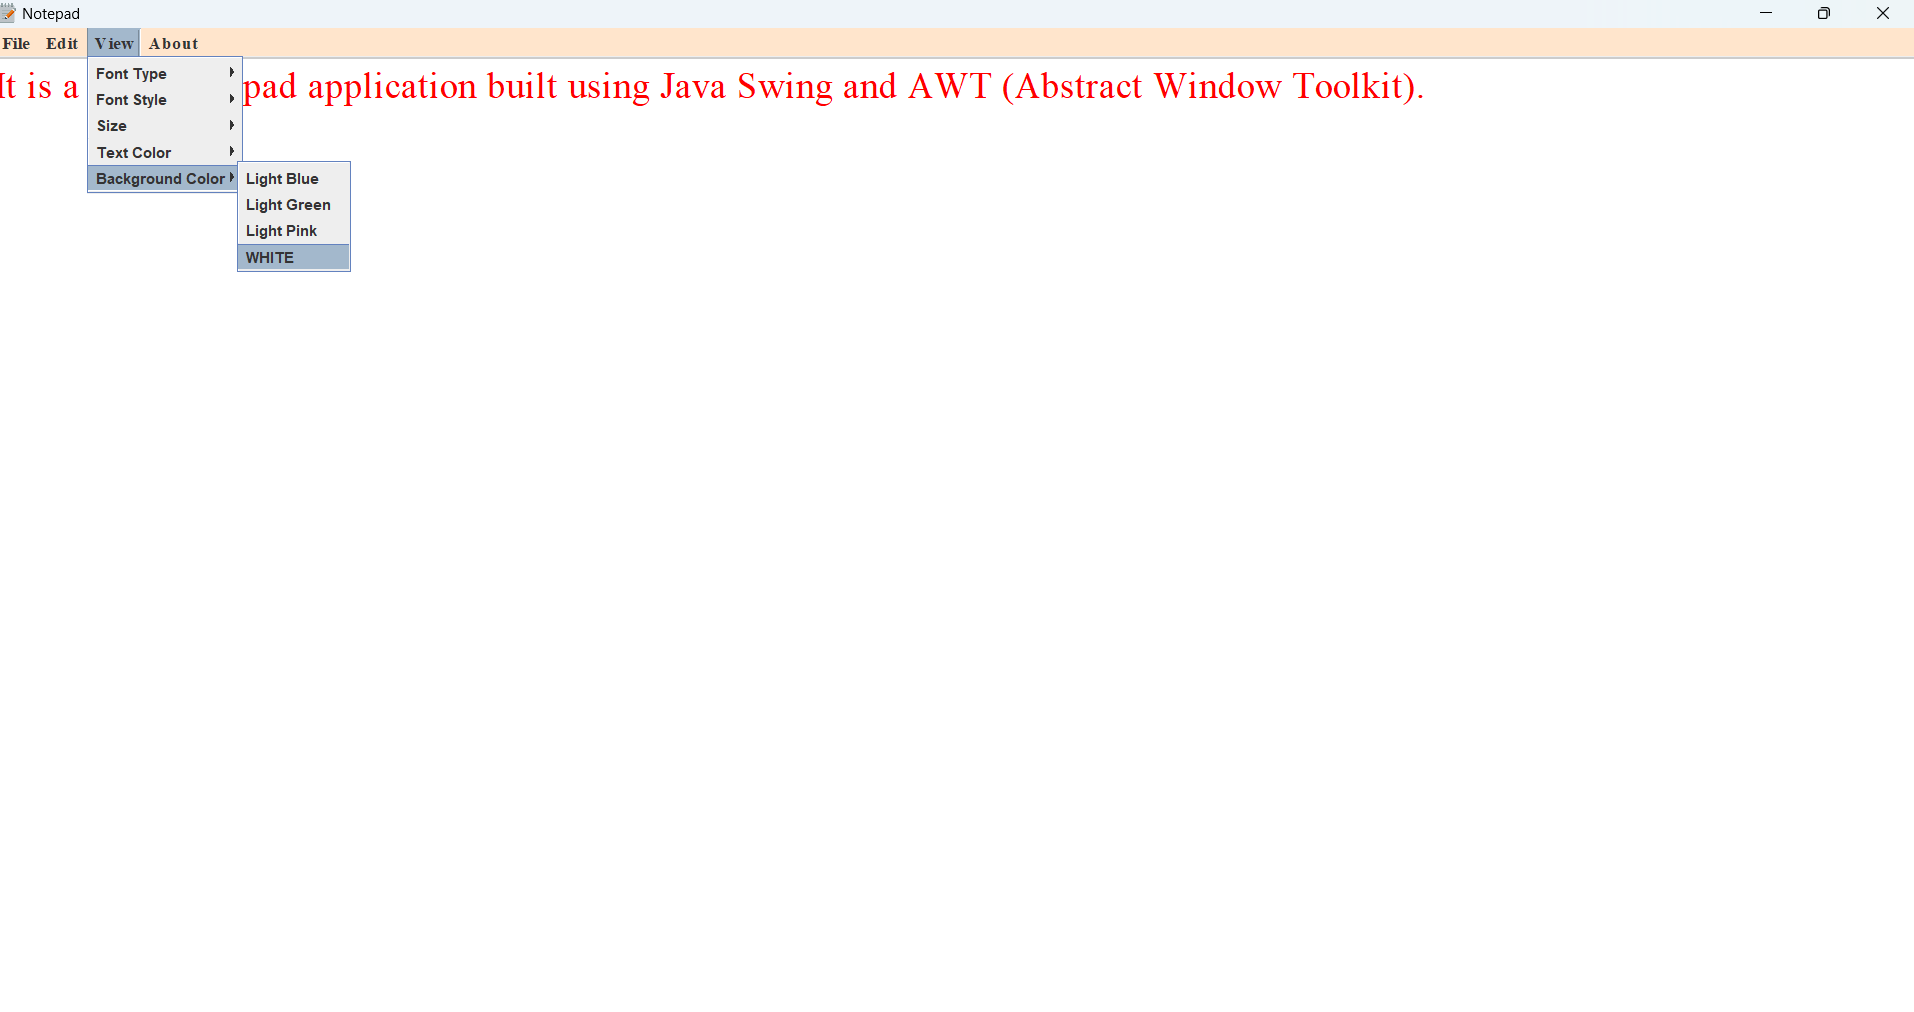 Notepad
File Edit View About
It is a pad application built using Java Swing and AWT (Abstract Window Toolkit).
Font Type
Font Style
Size
Text Color
Background Color
Light Blue
Light Green
Light Pink
WHITE